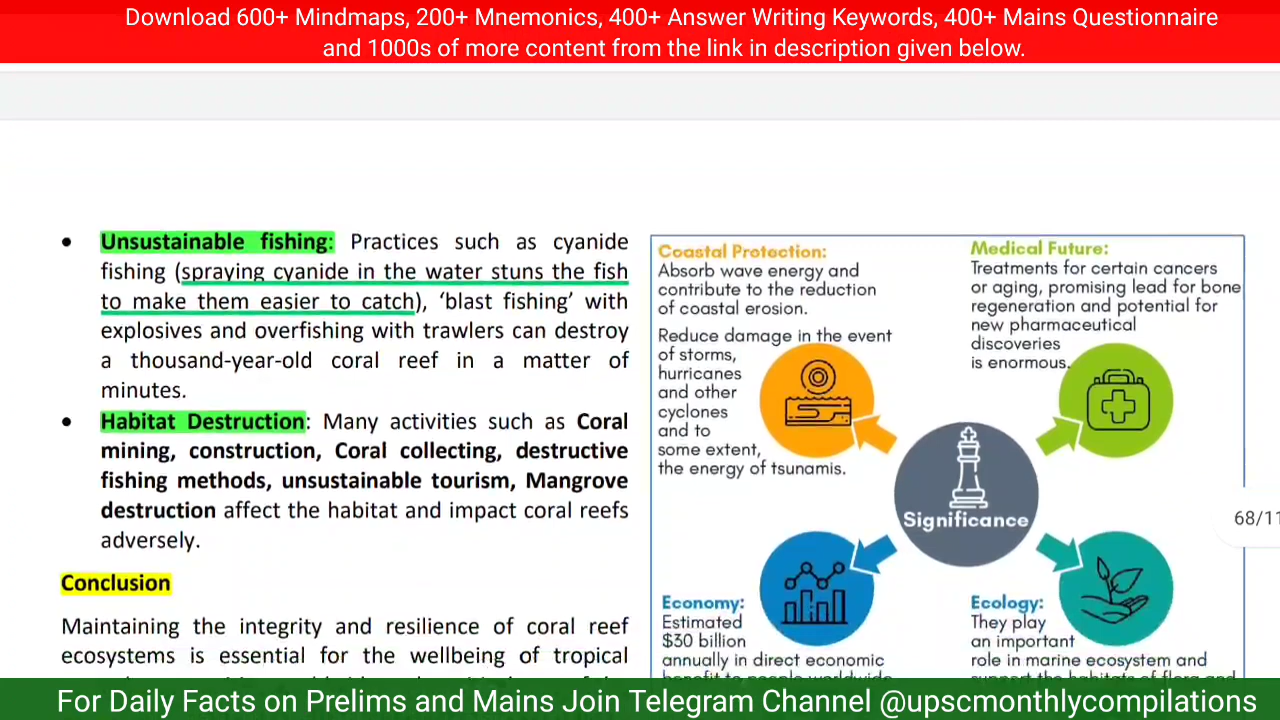 Download 600+ Mindmaps, 200+ Mnemonics, 400+ Answer Writing Keywords, 400+ Mains Questionnaire
and 1000s of more content from the link in description given below.
• Unsustainable fishing: Practices such as cyanide
fishing (spraying cyanide in the water stuns the fish
to make them easier to catch), ‘blast fishing’ with
explosives and overfishing with trawlers can destroy
a thousand-year-old coral reef in a matter of
minutes.
• Habitat Destruction: Many activities such as Coral
mining, construction, Coral collecting, destructive
fishing methods, unsustainable tourism, Mangrove
destruction affect the habitat and impact coral reefs
adversely.
Conclusion
Maintaining the integrity and resilience of coral reef
ecosystems is essential for the wellbeing of tropical
Coastal Protection:
Absorb wave energy and
contribute to the reduction
of coastal erosion.
Reduce damage in the event
of storms,
hurricanes
and other
cyclones
and to
some extent,
the energy of tsunamis.
Medical Future:
Treatments for certain cancers
or aging, promising lead for bone
regeneration and potential for
new pharmaceutical
discoveries
is enormous.
Significance
Economy:
Estimated
$30 billion
annually in direct economic
benefit to people worldwide
Ecology:
They play
an important
role in marine ecosystem and
support the habitats of flora and
68/11
For Daily Facts on Prelims and Mains Join Telegram Channel @upscmonthlycompilations